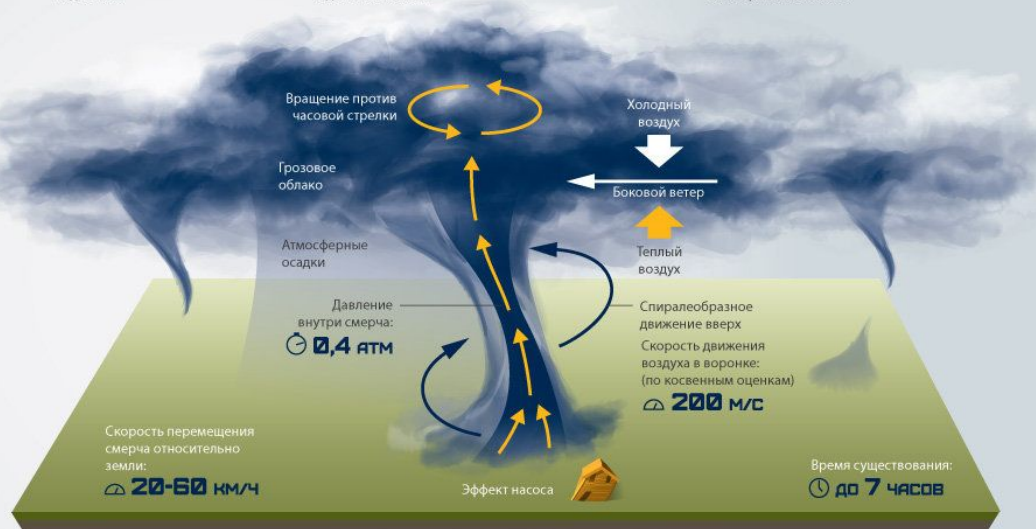 Вращение против
часовой стрелки
Холодный
воздух
Грозовое
облако
Боковой ветер
Атмосферные
осадки
Теплый
воздух
Давление
внутри смерча:
0,4 АТМ
Спиралеобразное
движение вверх
Скорость движения
воздуха в воронке:
(по косвенным оценкам)
200 М/С
Скорость перемещения
смерча относительно
земли:
20-60 КМ/Ч
Эффект насоса
Время существования:
ДО 7 ЧАСОВ